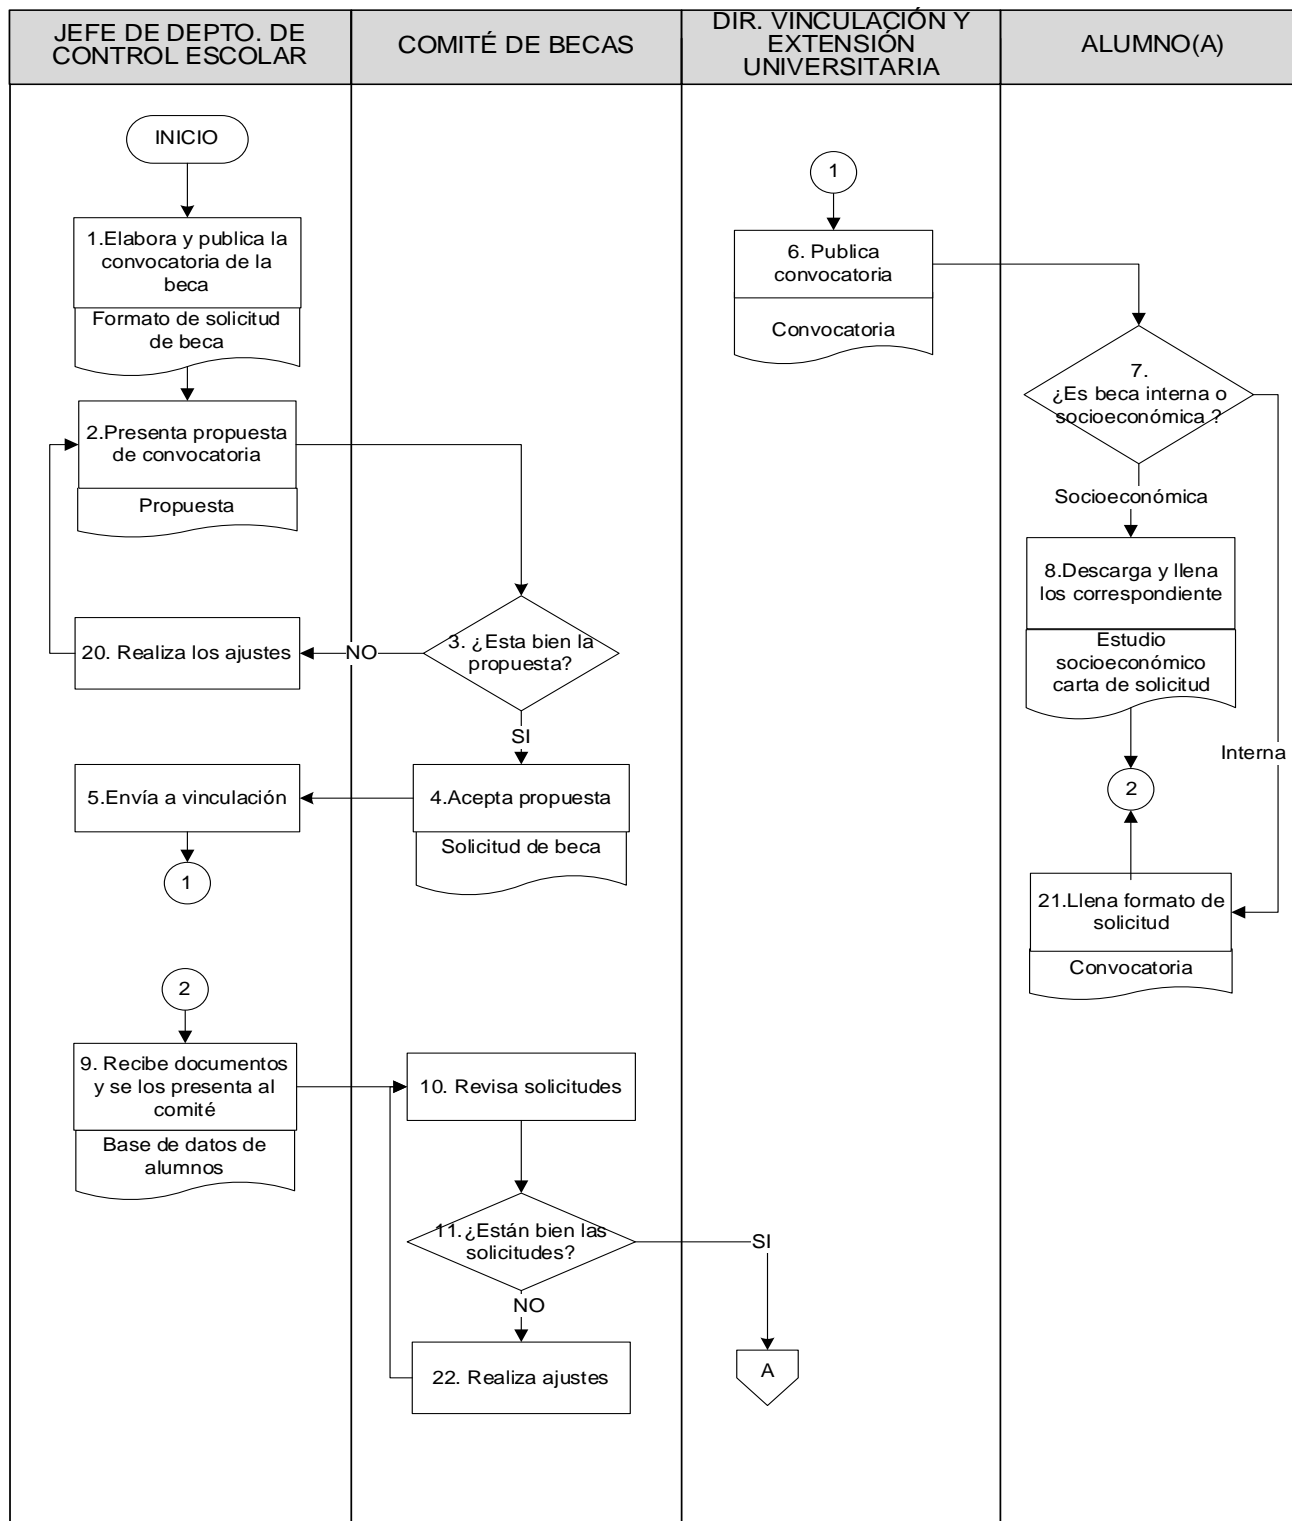 JEFE DE DEPTO. DE
CONTROL ESCOLAR
COMITÉ DE BECAS
DIR. VINCULACIÓN Y
EXTENSIÓN
UNIVERSITARIA
ALUMNO(A)
INICIO
1.Elabora y publica la
convocatoria de la
beca
Formato de solicitud
de beca
2.Presenta propuesta
de convocatoria
Propuesta
3. ¿Esta bien la
propuesta?
NO
20. Realiza los ajustes
SI
4.Acepta propuesta
Solicitud de beca
5.Envía a vinculación
1
1
6. Publica
convocatoria
Convocatoria
7.
¿Es beca interna o
socioeconómica ?
Socioeconómica
8.Descarga y llena
los correspondiente
Estudio
socioeconómico
carta de solicitud
Interna
2
21.Llena formato de
solicitud
Convocatoria
2
9. Recibe documentos
y se los presenta al
comité
Base de datos de
alumnos
10. Revisa solicitudes
11.¿Están bien las
solicitudes?
SI
NO
22. Realiza ajustes
A